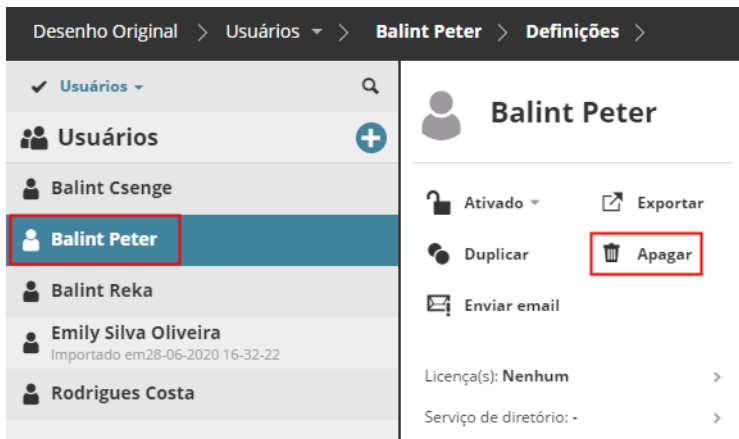 Desenho Original > Usuários > Balint Peter > Definições >
Usuários
Usuários
Balint Csenge
Balint Peter
Balint Reka
Emily Silva Oliveira
Importado em28-06-2020 16-32-22
Rodrigues Costa
Balint Peter
Ativado
Exportar
Duplicar
Apagar
Enviar email
Licença(s): Nenhum >
Serviço de diretório: - >